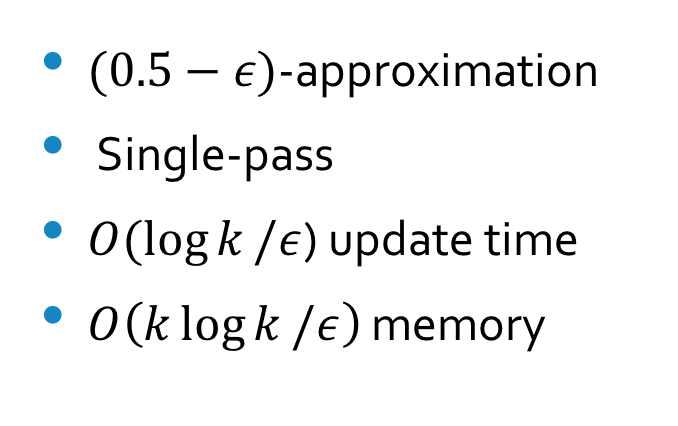 • (0.5 − ϵ)-approximation
• Single-pass
• O(log k /ϵ) update time
• O(k log k /ϵ) memory